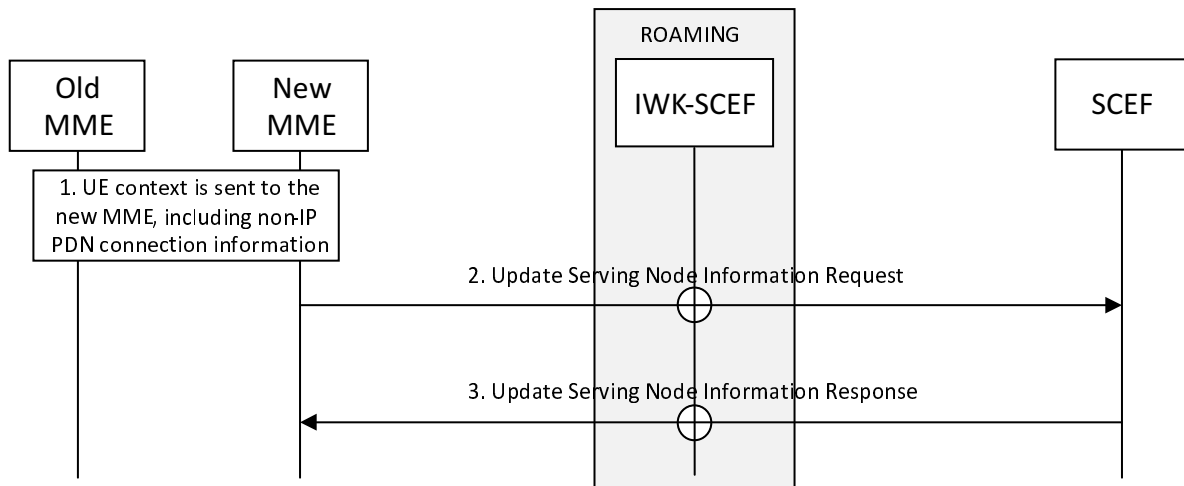 ROAMING
Old
MME
New
MME
IWK-SCEF
SCEF
1. UE context is sent to the
new MME, including non-IP
PDN connection information
2. Update Serving Node Information Request
3. Update Serving Node Information Response